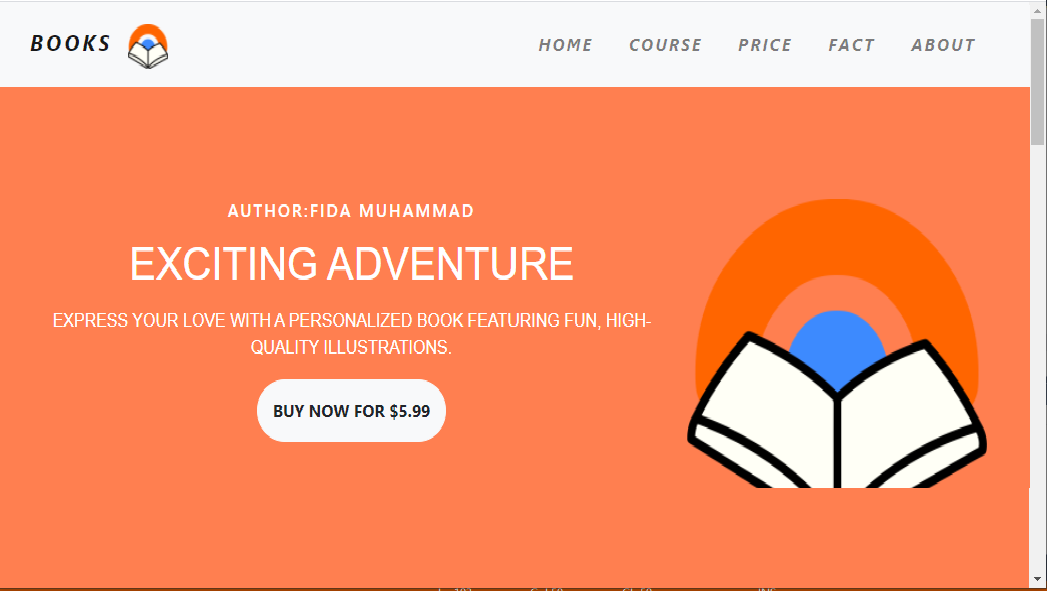 BOOKS
HOME COURSE PRICE FACT ABOUT
AUTHOR:FIDA MUHAMMAD
EXCITING ADVENTURE
EXPRESS YOUR LOVE WITH A PERSONALIZED BOOK FEATURING FUN, HIGH-
QUALITY ILLUSTRATIONS.
BUY NOW FOR $5.99